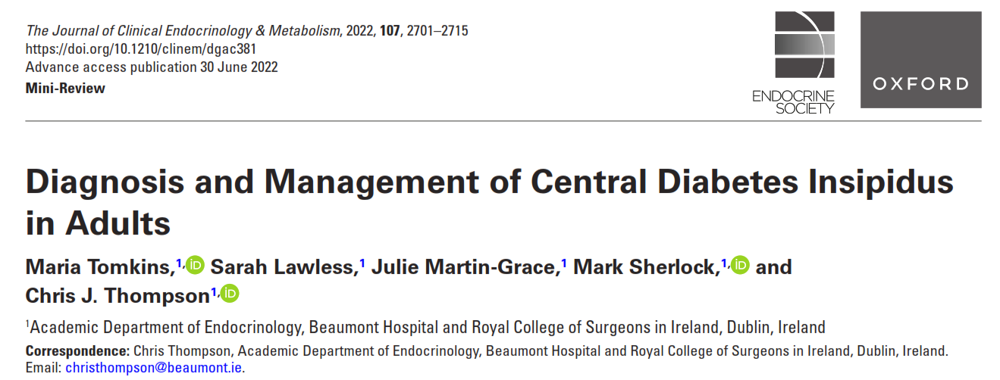 The Journal of Clinical Endocrinology & Metabolism, 2022, 107, 2701–2715
https://doi.org/10.1210/clinem/dgac381
Advance access publication 30 June 2022
Mini-Review
ENDOCRINE
SOCIETY
OXFORD
Diagnosis and Management of Central Diabetes Insipidus
in Adults
Maria Tomkins,1, iD Sarah Lawless,1 Julie Martin-Grace,1 Mark Sherlock,1, iD and
Chris J. Thompson1, iD
1Academic Department of Endocrinology, Beaumont Hospital and Royal College of Surgeons in Ireland, Dublin, Ireland
Correspondence: Chris Thompson, Academic Department of Endocrinology, Beaumont Hospital and Royal College of Surgeons in Ireland, Dublin, Ireland.
Email: christhompson@beaumont.ie.